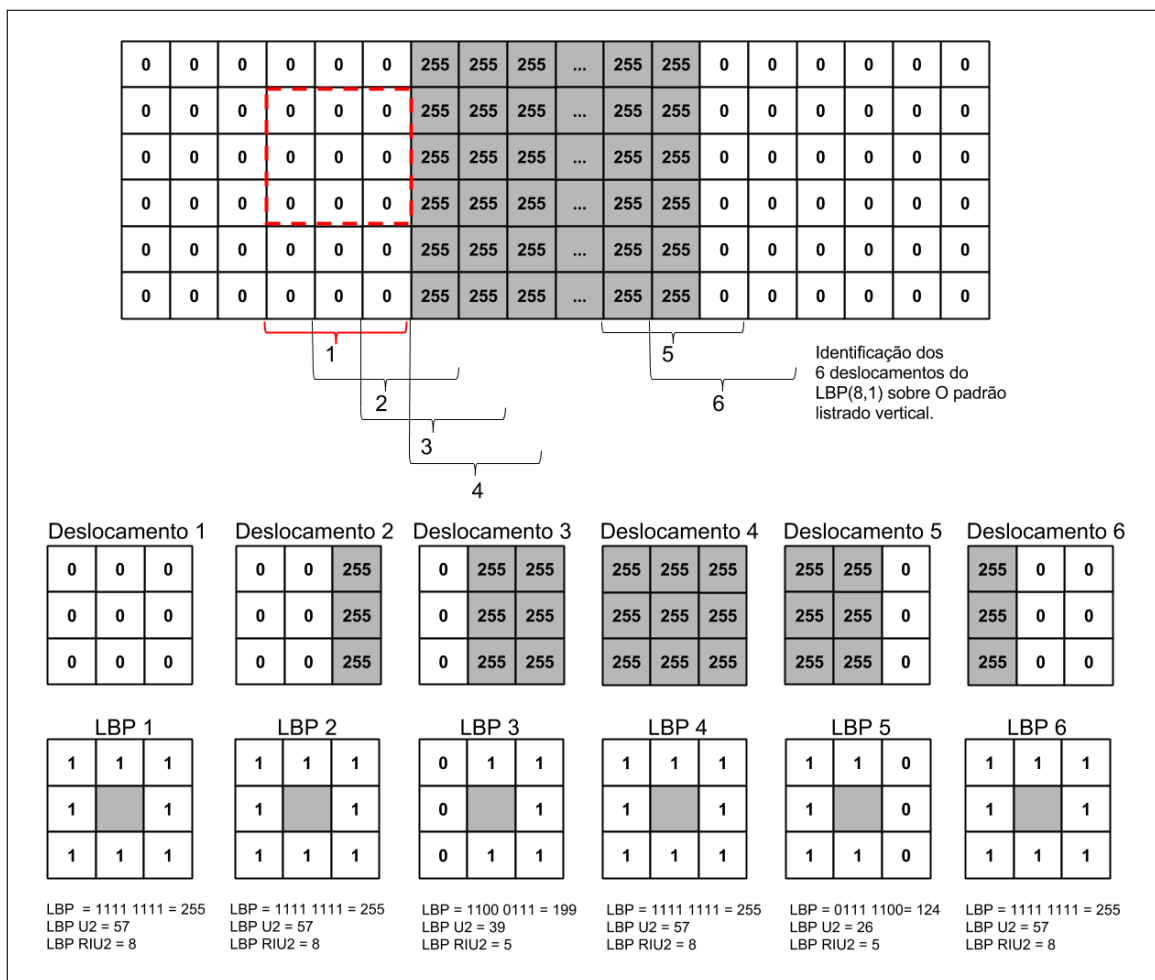 0 0 0 0 0 0 255 255 255 ... 255 255 0 0 0 0 0 0
0 0 0 0 0 0 255 255 255 ... 255 255 0 0 0 0 0 0
0 0 0 0 0 0 255 255 255 ... 255 255 0 0 0 0 0 0
0 0 0 0 0 0 255 255 255 ... 255 255 0 0 0 0 0 0
0 0 0 0 0 0 255 255 255 ... 255 255 0 0 0 0 0 0
0 0 0 0 0 0 255 255 255 ... 255 255 0 0 0 0 0 0
1
2
3
4
5
6
Identificação dos
6 deslocamentos do
LBP(8,1) sobre O padrão
listrado vertical.
Deslocamento 1 Deslocamento 2 Deslocamento 3 Deslocamento 4 Deslocamento 5 Deslocamento 6
0 0 0 0 0 255 0 255 255 255 255 255 255 255 0 255 0 0
0 0 0 0 0 255 0 255 255 255 255 255 255 255 0 255 0 0
0 0 0 0 0 255 0 255 255 255 255 255 255 255 0 255 0 0
LBP 1 LBP 2 LBP 3 LBP 4 LBP 5 LBP 6
1 1 1 1 1 1 0 1 1 1 1 1 1 1 0 1 1 1
1 1 1 1 0 1 1 1 1 0 1 1
1 1 1 1 1 1 0 1 1 1 1 1 1 1 0 1 1 1
LBP = 1111 1111 = 255 LBP = 1111 1111 = 255 LBP = 1100 0111 = 199 LBP = 1111 1111 = 255 LBP = 0111 1100= 124 LBP = 1111 1111 = 255
LBP U2 = 57 LBP U2 = 57 LBP U2 = 39 LBP U2 = 57 LBP U2 = 26 LBP U2 = 57
LBP RIU2 = 8 LBP RIU2 = 8 LBP RIU2 = 5 LBP RIU2 = 8 LBP RIU2 = 5 LBP RIU2 = 8